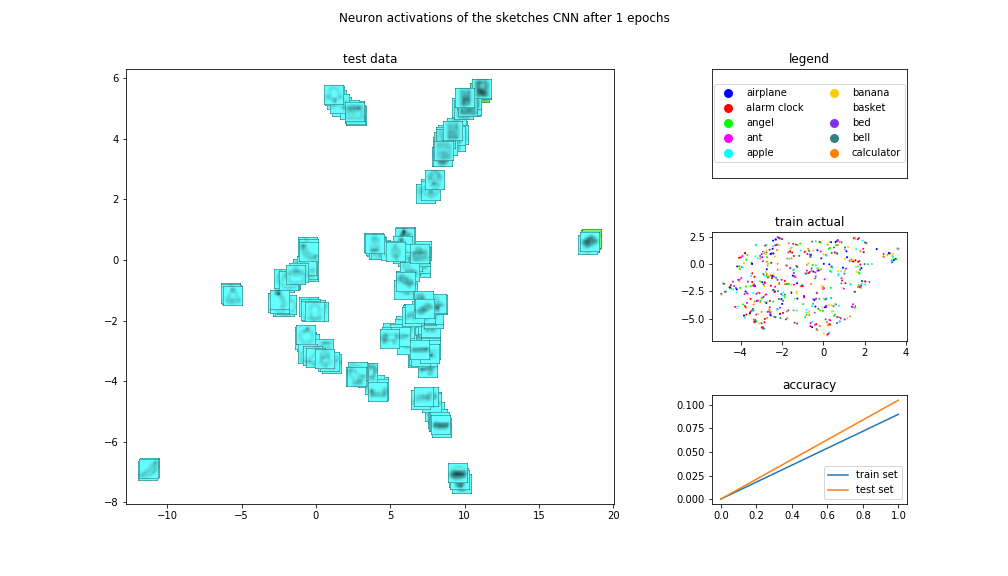 Neuron activations of the sketches CNN after 1 epochs
test data
6
4
2
0
−2
−4
−6
−8
−10
−5
0
5
10
15
20
legend
airplane
alarm clock
angel
ant
apple
banana
basket
bed
bell
calculator
train actual
2.5
0.0
−2.5
−5.0
−4
−2
0
2
4
accuracy
0.100
0.075
0.050
0.025
0.000
train set
test set
0.0
0.2
0.4
0.6
0.8
1.0